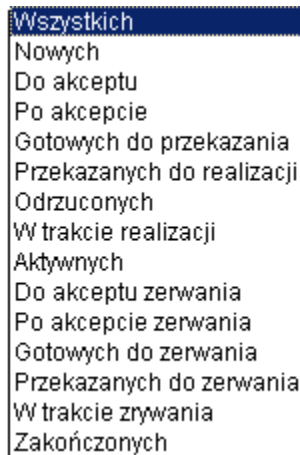 Wszystkich
Nowych
Do akceptu
Po akcepcie
Gotowych do przekazania
Przekazanych do realizacji
Odrzuconych
W trakcie realizacji
Aktywnych
Do akceptu zerwania
Po akcepcie zerwania
Gotowych do zerwania
Przekazanych do zerwania
W trakcie zrywania
Zakończonych